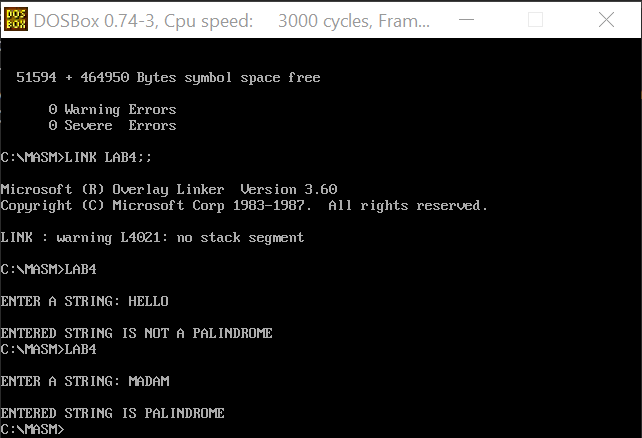 DOS
BOX
DOSBox 0.74-3, Cpu speed: 3000 cycles, Fram...
51594 + 464950 Bytes symbol space free
0 Warning Errors
0 Severe Errors
C:\MASM>LINK LAB4;;
Microsoft (R) Overlay Linker Version 3.60
Copyright (C) Microsoft Corp 1983-1987. All rights reserved.
LINK : warning L4021: no stack segment
C:\MASM>LAB4
ENTER A STRING: HELLO
ENTERED STRING IS NOT A PALINDROME
C:\MASM>LAB4
ENTER A STRING: MADAM
ENTERED STRING IS PALINDROME
C:\MASM>